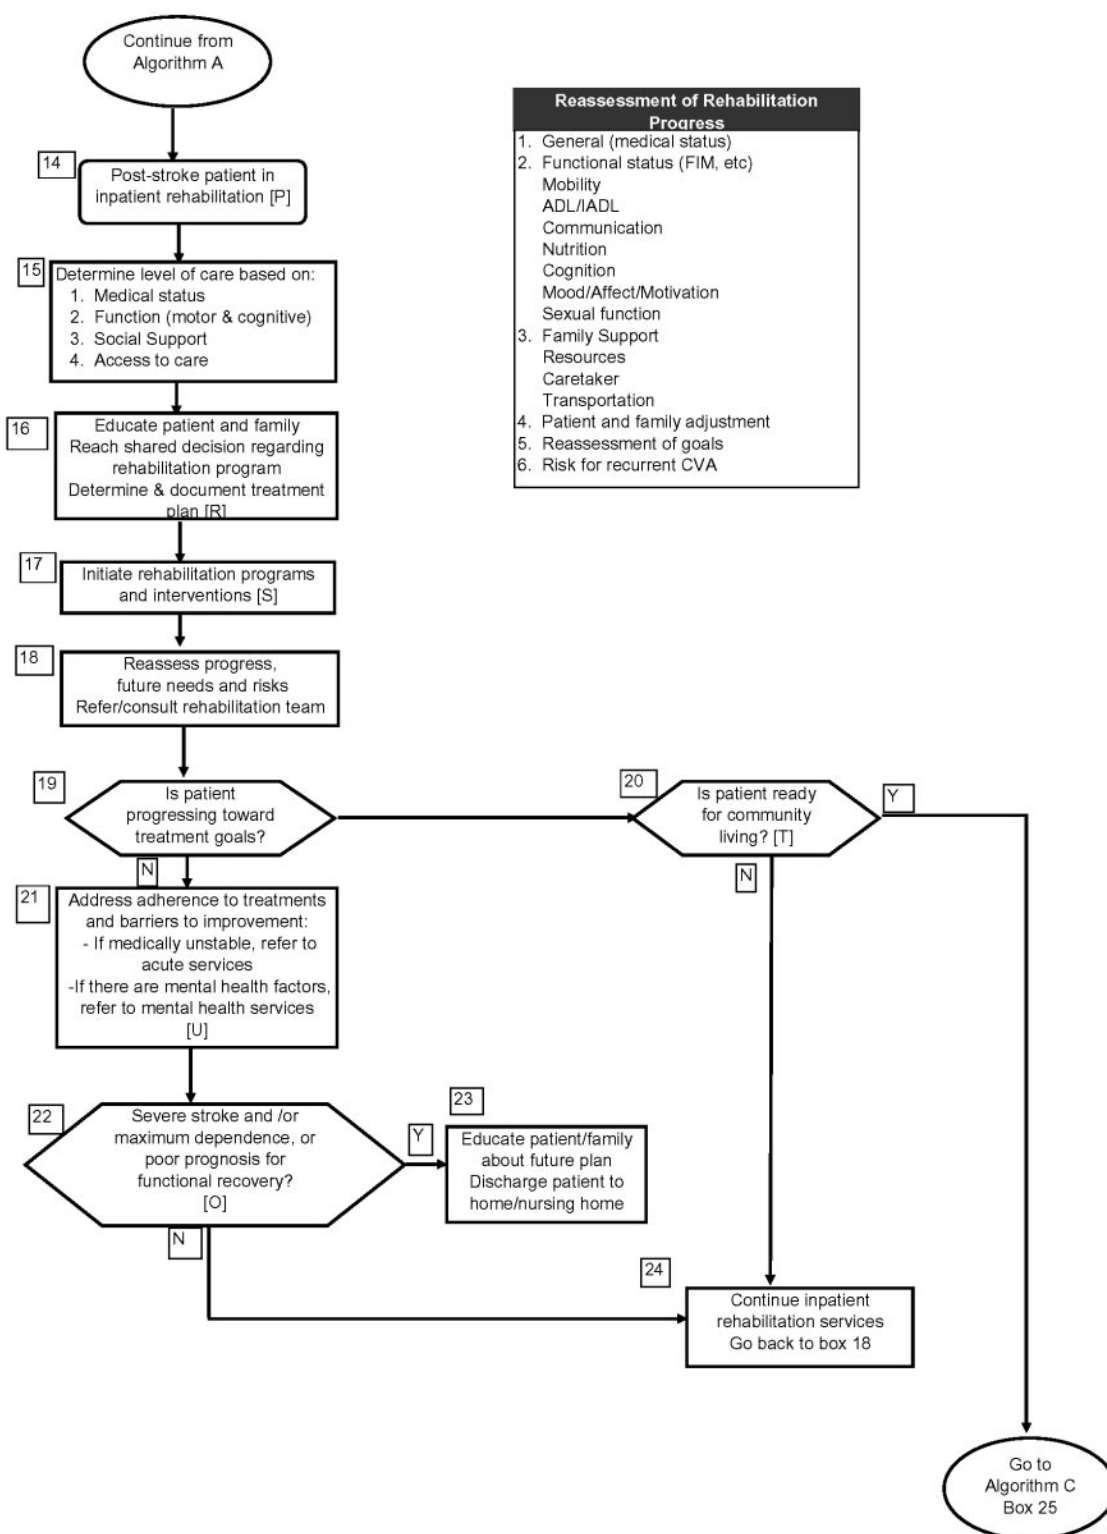 Continue from
Algorithm A
Reassessment of Rehabilitation
Progress
1. General (medical status)
2. Functional status (FIM, etc)
Mobility
ADL/IADL
Communication
Nutrition
Cognition
Mood/Affect/Motivation
Sexual function
3. Family Support
Resources
Caretaker
Transportation
4. Patient and family adjustment
5. Reassessment of goals
6. Risk for recurrent CVA
14
Post-stroke patient in
inpatient rehabilitation [P]
15
Determine level of care based on:
1. Medical status
2. Function (motor & cognitive)
3. Social Support
4. Access to care
16
Educate patient and family
Reach shared decision regarding
rehabilitation program
Determine & document treatment
plan [R]
17
Initiate rehabilitation programs
and interventions [S]
18
Reassess progress,
future needs and risks
Refer/consult rehabilitation team
19
Is patient
progressing toward
treatment goals?
N
20
Is patient ready
for community
living? [T]
Y
N
21
Address adherence to treatments
and barriers to improvement:
- If medically unstable, refer to
acute services
-If there are mental health factors,
refer to mental health services
[U]
22
Severe stroke and /or
maximum dependence, or
poor prognosis for
functional recovery?
[O]
Y
N
23
Educate patient/family
about future plan
Discharge patient to
home/nursing home
24
Continue inpatient
rehabilitation services
Go back to box 18
Go to
Algorithm C
Box 25